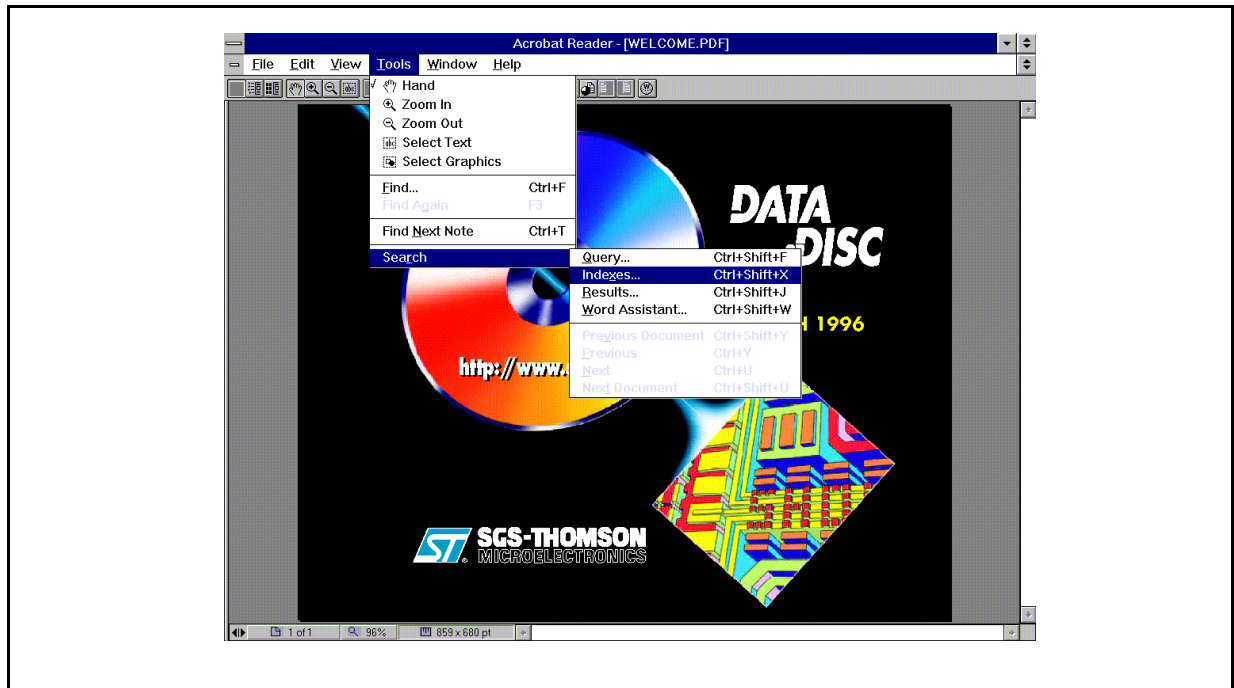 Acrobat Reader - [WELCOME.PDF]
File Edit View Tools Window Help
Hand
Zoom In
Zoom Out
Select Text
Select Graphics
Find... Ctrl+F
Find Again F3
Find Next Note Ctrl+T
Search
Query... Ctrl+Shift+F
Indexes... Ctrl+Shift+X
Results... Ctrl+Shift+J
Word Assistant... Ctrl+Shift+W
Previous Document Ctrl+Shift+Y
Previous Ctrl+Y
Next Ctrl+U
Next Document Ctrl+Shift+U
DATA
DISC
1996
http://www.
ST SGS-THOMSON
MICROELECTRONICS
1 of 1 96% 859 x 680 pt